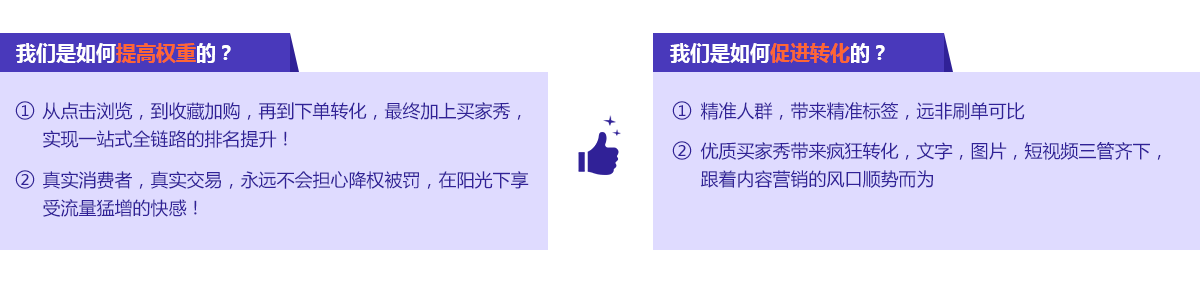 我们是如何提高权重的？
① 从点击浏览，到收藏加购，再到下单转化，最终加上买家秀，
实现一站式全链路的排名提升！
② 真实消费者，真实交易，永远不会担心降权被罚，在阳光下享
受流量猛增的快感！
我们是如何促进转化的？
① 精准人群，带来精准标签，远非刷单可比
② 优质买家秀带来疯狂转化，文字，图片，短视频三管齐下，
跟着内容营销的风口顺势而为